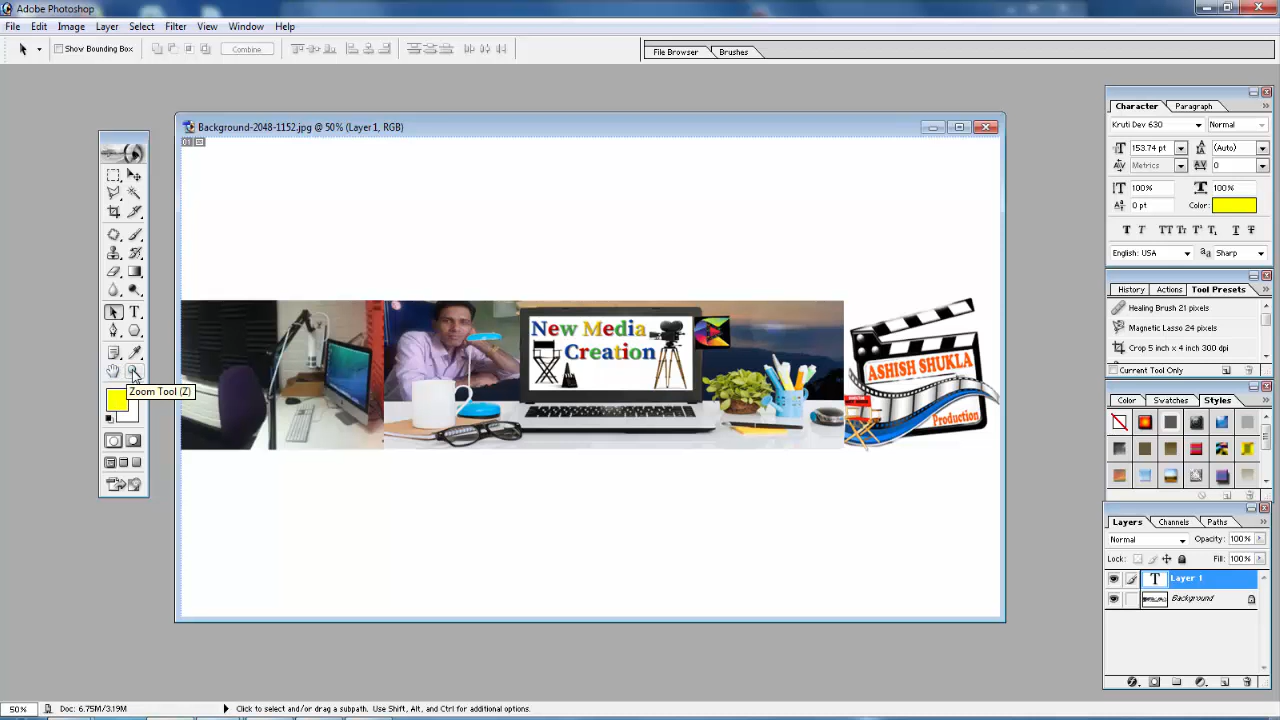 Adobe Photoshop
File Edit Image Layer Select Filter View Window Help
Show Bounding Box Combine File Browser Brushes
Background-2048-1152.jpg @ 50% (Layer 1, RGB)
Character Paragraph
Kruti Dev 630 Normal
153.74 pt (Auto)
Metrics 0
100% 100%
0 pt Color:
T T TT Tr T¹ T₁ T T
English: USA aa Sharp
History Actions Tool Presets
Healing Brush 21 pixels
Magnetic Lasso 24 pixels
Crop 5 inch x 4 inch 300 dpi
Current Tool Only
Color Swatches Styles
Layers Channels Paths
Normal Opacity: 100%
Lock: Fill: 100%
T Layer 1
Background
Zoom Tool (Z)
New Media
Creation
ASHISH SHUKLA
Production
50% Doc: 6.75M/3.19M Click to select and/or drag a subpath. Use Shift, Alt, and Ctrl for additional options.